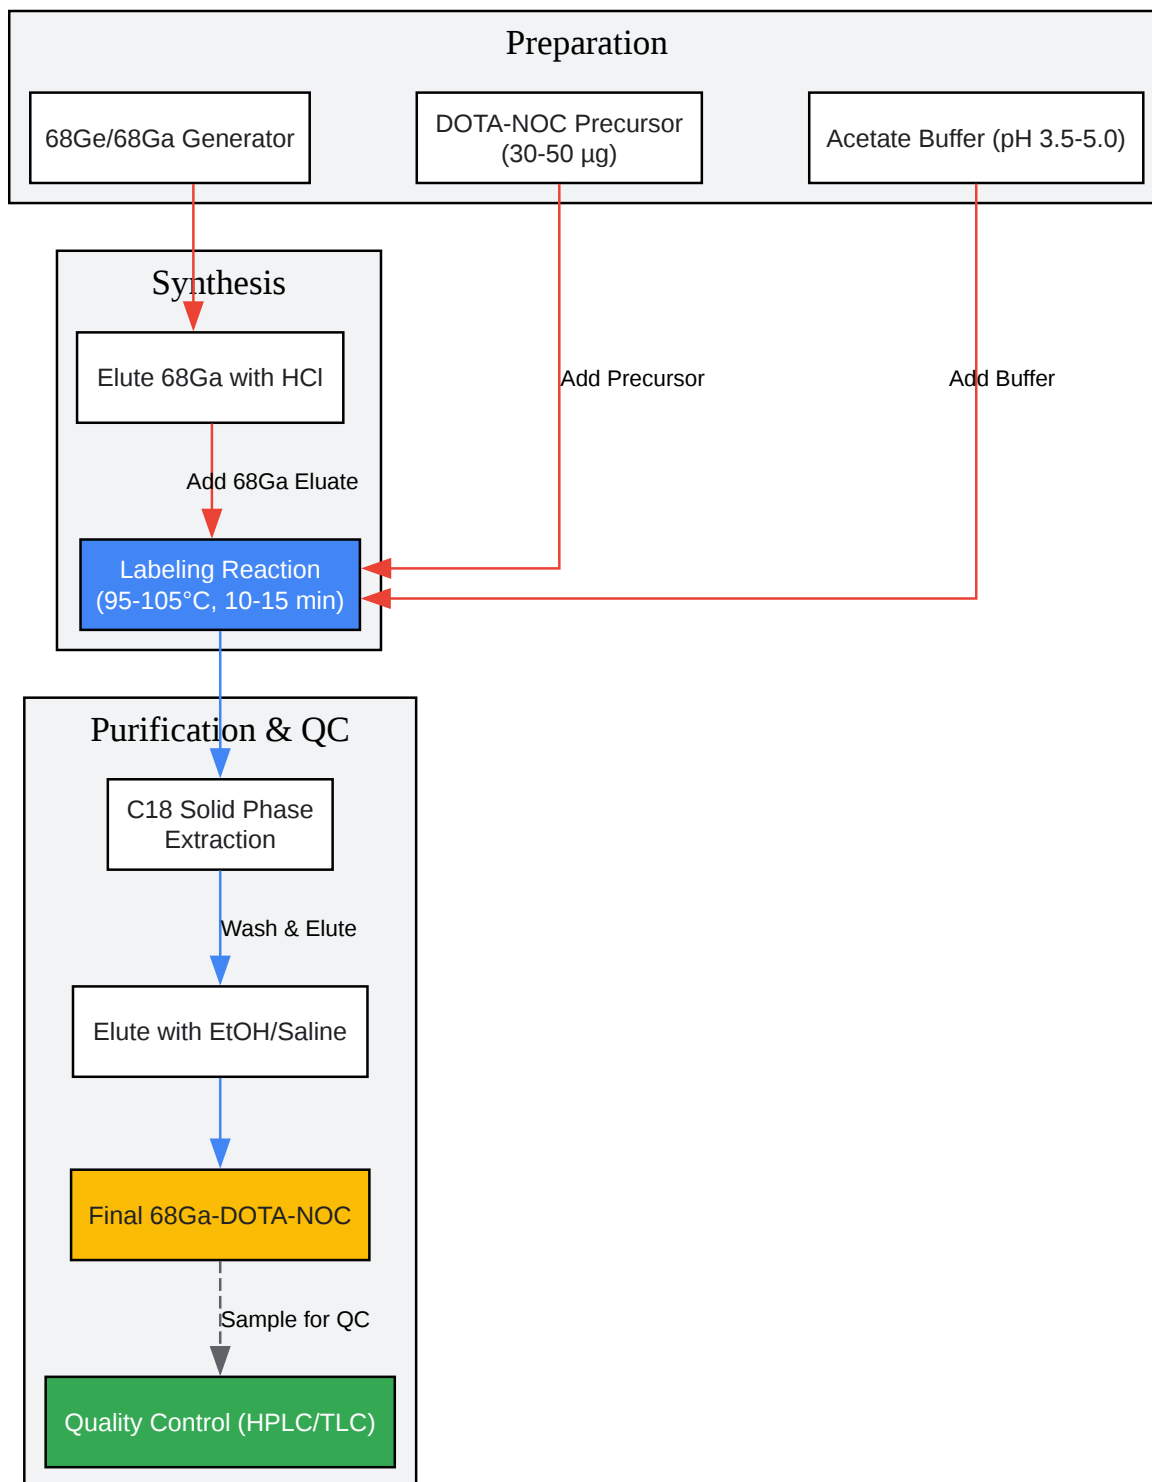 Preparation
68Ge/68Ga Generator
DOTA-NOC Precursor
(30-50 µg)
Acetate Buffer (pH 3.5-5.0)
Synthesis
Elute 68Ga with HCl
Add Precursor
Add Buffer
Add 68Ga Eluate
Labeling Reaction
(95-105°C, 10-15 min)
Purification & QC
C18 Solid Phase
Extraction
Wash & Elute
Elute with EtOH/Saline
Final 68Ga-DOTA-NOC
Sample for QC
Quality Control (HPLC/TLC)